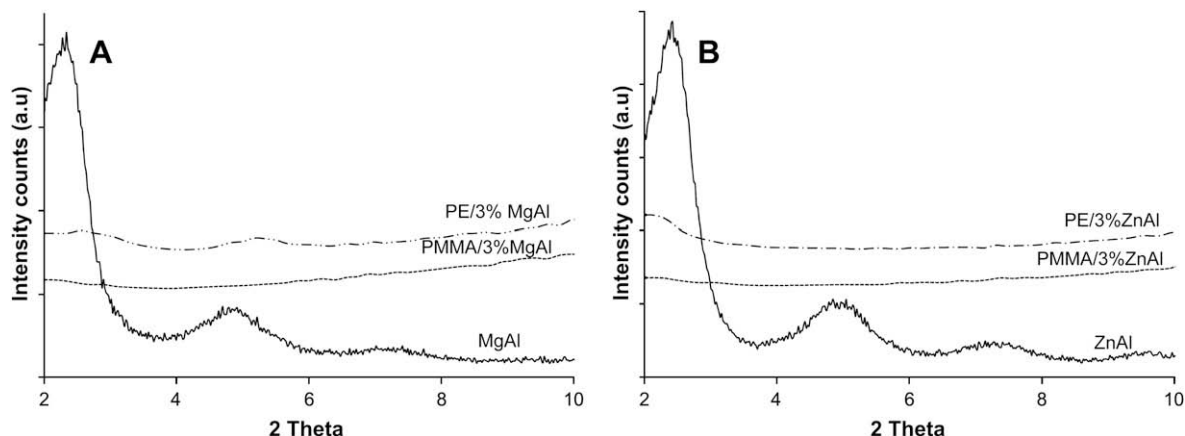 A
Intensity counts (a.u)
PE/3% MgAl
PMMA/3%MgAl
MgAl
2 4 6 8 10
2 Theta
B
Intensity counts (a.u)
PE/3%ZnAl
PMMA/3%ZnAl
ZnAl
2 4 6 8 10
2 Theta